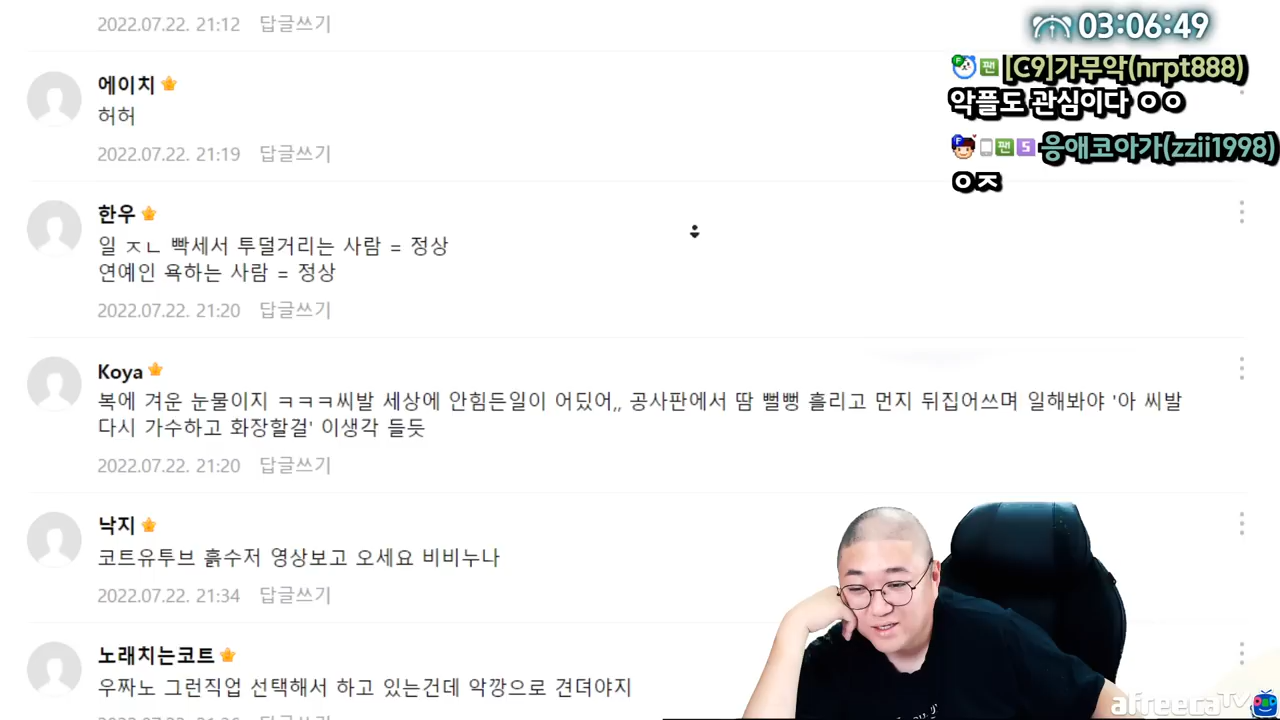 2022.07.22. 21:12 답글쓰기
03:06:49
에이치
허허
2022.07.22. 21:19 답글쓰기
팬 [C9]가무악(nrpt888)
악플도 관심이다 ㅇㅇ
팬 S 응애코아가(zzii1998)
ㅇㅈ
한우
일 ㅈㄴ 빡세서 투덜거리는 사람 = 정상
연예인 욕하는 사람 = 정상
2022.07.22. 21:20 답글쓰기
Koya
복에 겨운 눈물이지 ㅋㅋㅋ씨발 세상에 안힘든일이 어딨어,, 공사판에서 땀 뻘뻥 흘리고 먼지 뒤집어쓰며 일해봐야 '아 씨발
다시 가수하고 화장할걸' 이생각 들듯
2022.07.22. 21:20 답글쓰기
낙지
코트유투브 흙수저 영상보고 오세요 비비누나
2022.07.22. 21:34 답글쓰기
노래치는코트
우짜노 그런직업 선택해서 하고 있는건데 악깡으로 견뎌야지
afreecaTV